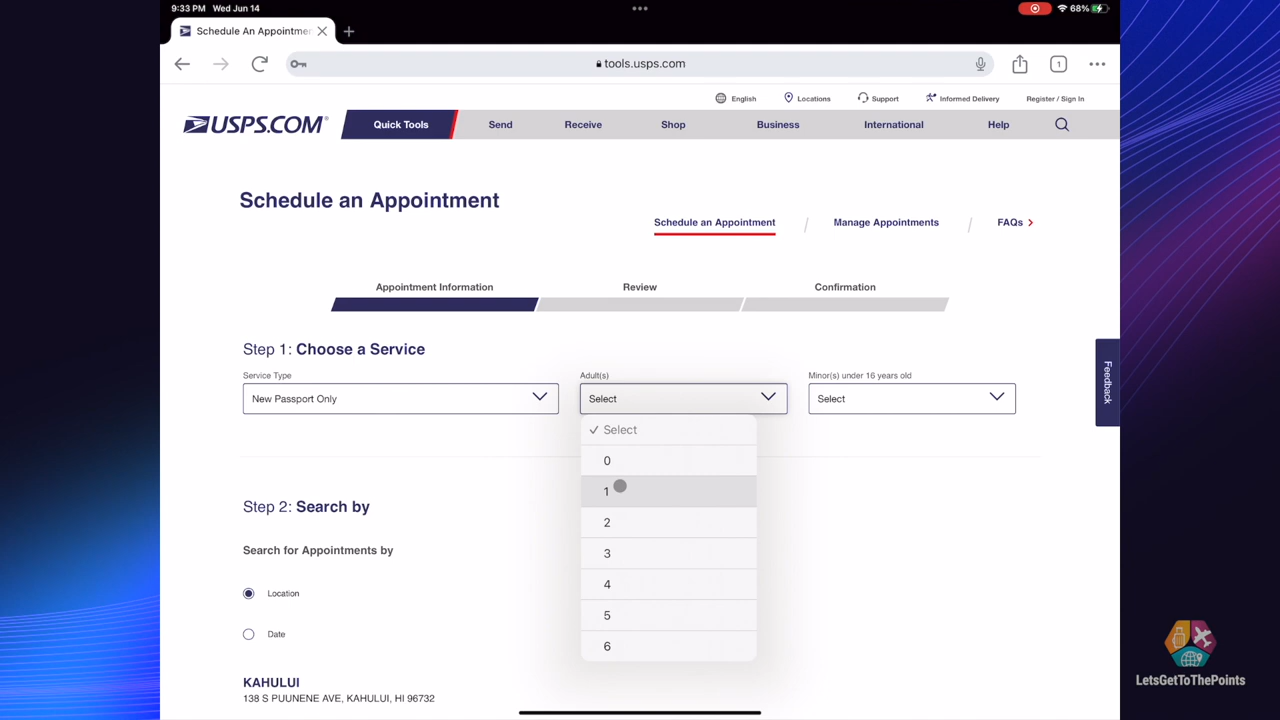 9:33 PM Wed Jun 14
68%
Schedule An Appointmen
tools.usps.com
1
English
Locations
Support
Informed Delivery
Register / Sign In
USPS.COM®
Quick Tools
Send
Receive
Shop
Business
International
Help
Schedule an Appointment
Schedule an Appointment
Manage Appointments
FAQs
Appointment Information
Review
Confirmation
Step 1: Choose a Service
Service Type
Adult(s)
Minor(s) under 16 years old
New Passport Only
Select
Select
Feedback
Select
0
1
2
3
4
5
6
Step 2: Search by
Search for Appointments by
Location
Date
KAHULUI
138 S PUUNENE AVE, KAHULUI, HI 96732
LetsGetToThePoints